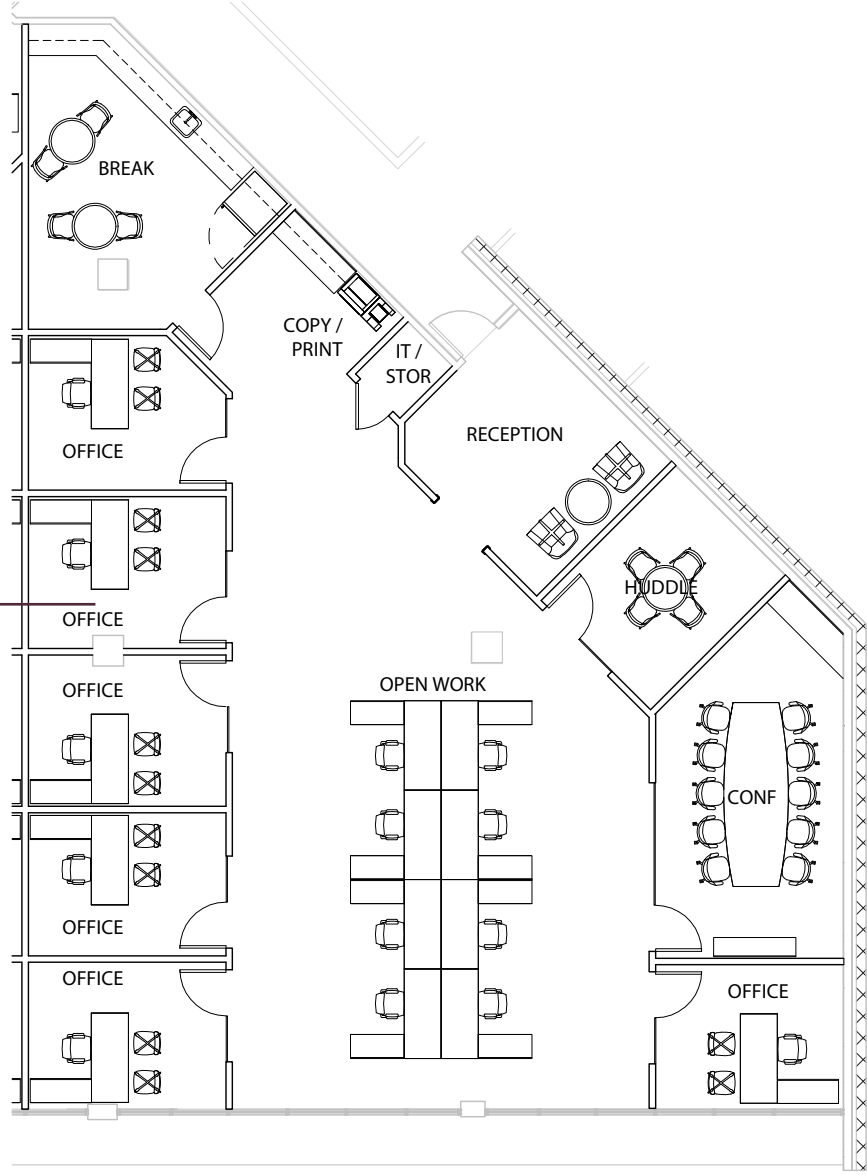 BREAK
COPY /
PRINT
IT /
STOR
OFFICE
RECEPTION
OFFICE
HUDDLE
OFFICE
OPEN WORK
CONF
OFFICE
OFFICE
OFFICE